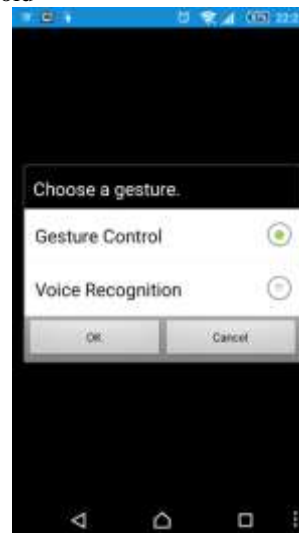 Choose a gesture.
Gesture Control
Voice Recognition
OK
Cancel